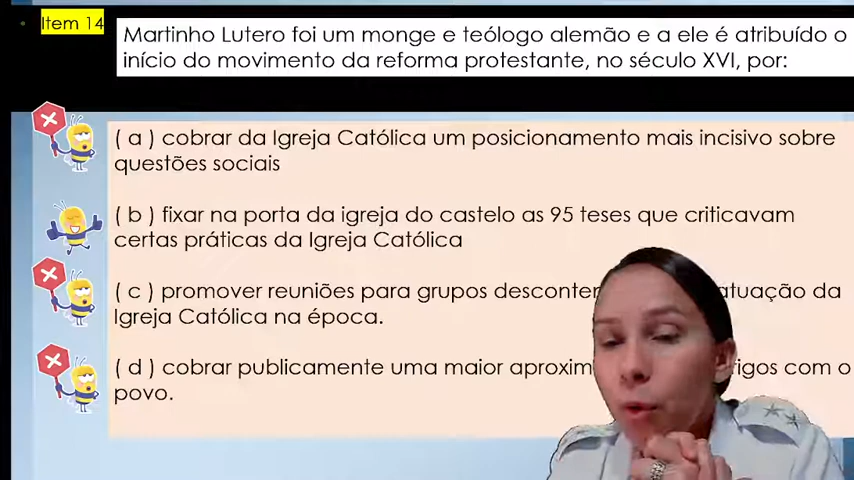 Item 14
Martinho Lutero foi um monge e teólogo alemão e a ele é atribuído o
início do movimento da reforma protestante, no século XVI, por:
( a ) cobrar da Igreja Católica um posicionamento mais incisivo sobre
questões sociais
( b ) fixar na porta da igreja do castelo as 95 teses que criticavam
certas práticas da Igreja Católica
( c ) promover reuniões para grupos atuação da
Igreja Católica na época.
( d ) cobrar publicamente uma maior com o
povo.